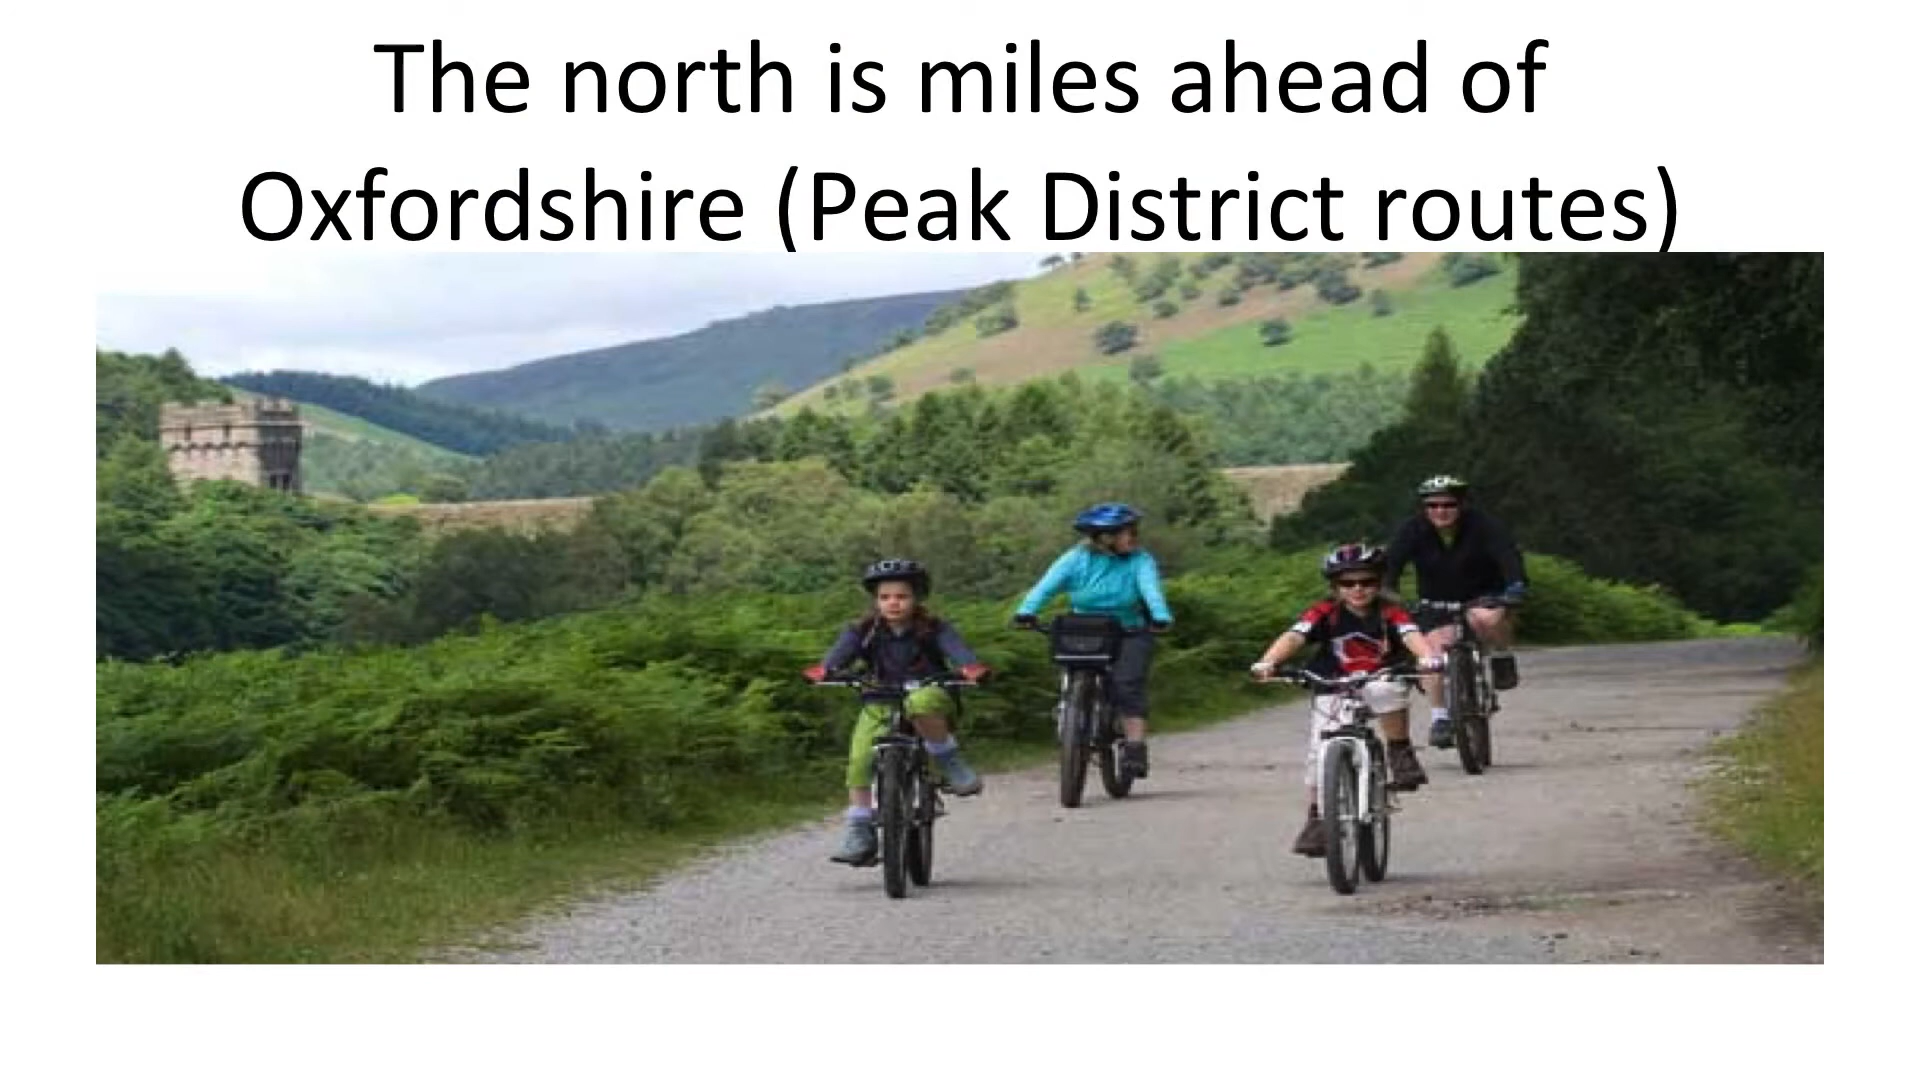 The north is miles ahead of
Oxfordshire (Peak District routes)